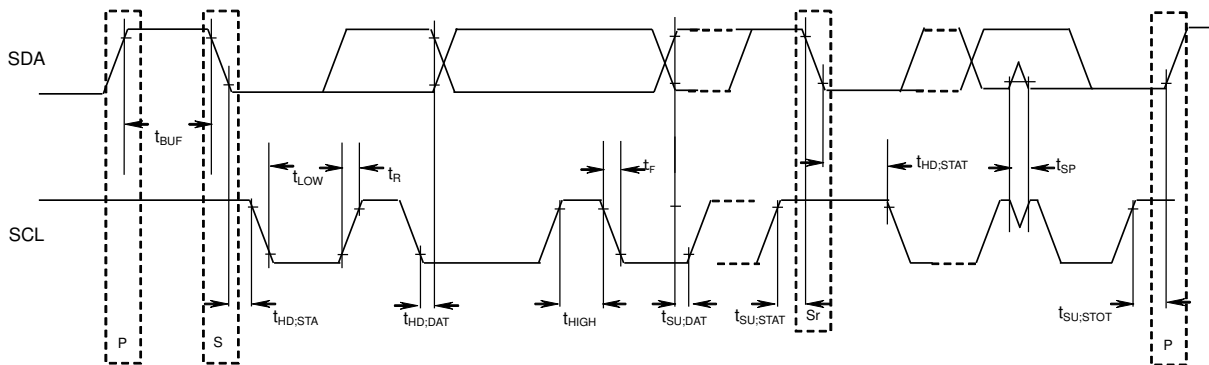 SDA
tBUF
tLOW
tR
tF
tHD;STAT
tSP
SCL
tHD;STA
tHD;DAT
tHIGH
tSU;DAT
tSU;STAT
Sr
tSU;STOT
P
S
P